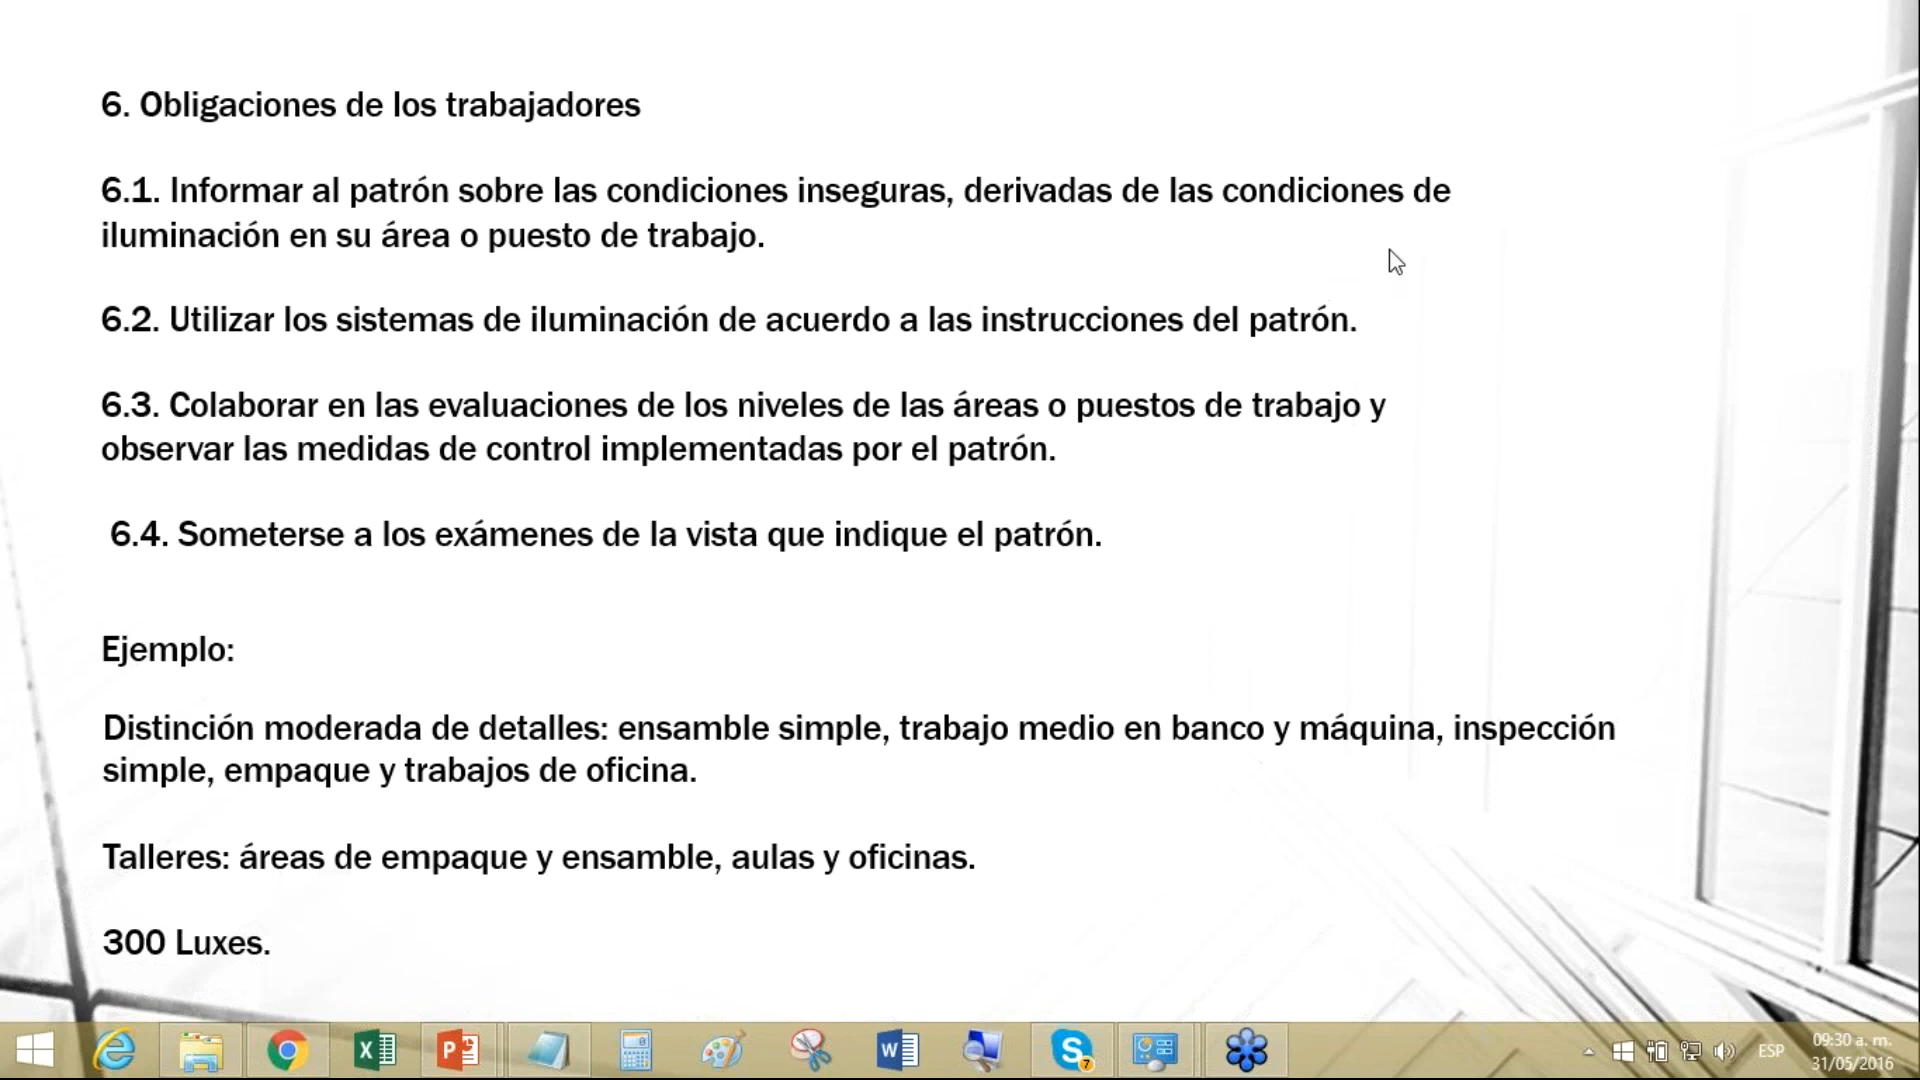 6. Obligaciones de los trabajadores
6.1. Informar al patrón sobre las condiciones inseguras, derivadas de las condiciones de
iluminación en su área o puesto de trabajo.
6.2. Utilizar los sistemas de iluminación de acuerdo a las instrucciones del patrón.
6.3. Colaborar en las evaluaciones de los niveles de las áreas o puestos de trabajo y
observar las medidas de control implementadas por el patrón.
6.4. Someterse a los exámenes de la vista que indique el patrón.
Ejemplo:
Distinción moderada de detalles: ensamble simple, trabajo medio en banco y máquina, inspección
simple, empaque y trabajos de oficina.
Talleres: áreas de empaque y ensamble, aulas y oficinas.
300 Luxes.
ESP
09:30 a. m.
31/05/2016